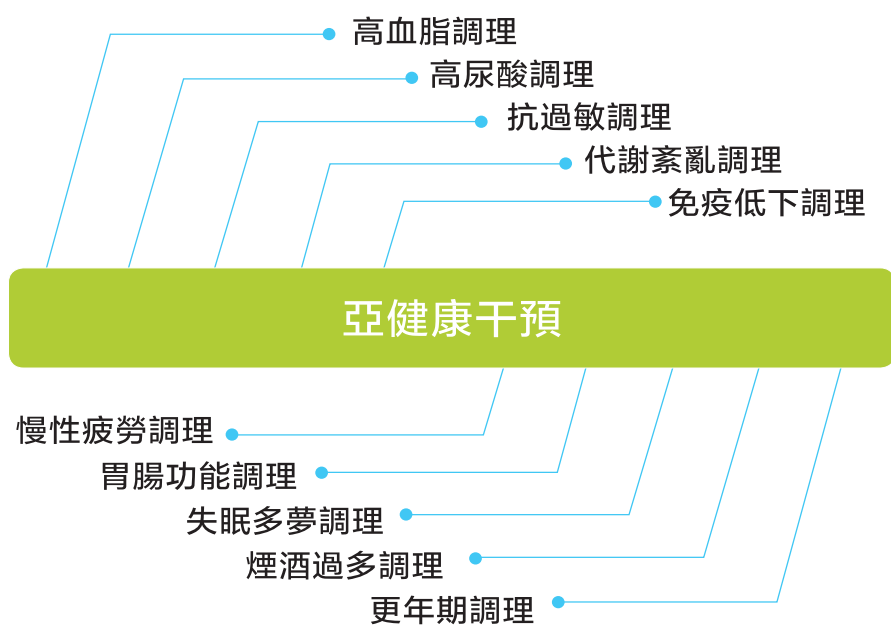 高血脂調理
高尿酸調理
抗過敏調理
代謝紊亂調理
免疫低下調理
亞健康干預
慢性疲勞調理
胃腸功能調理
失眠多夢調理
煙酒過多調理
更年期調理